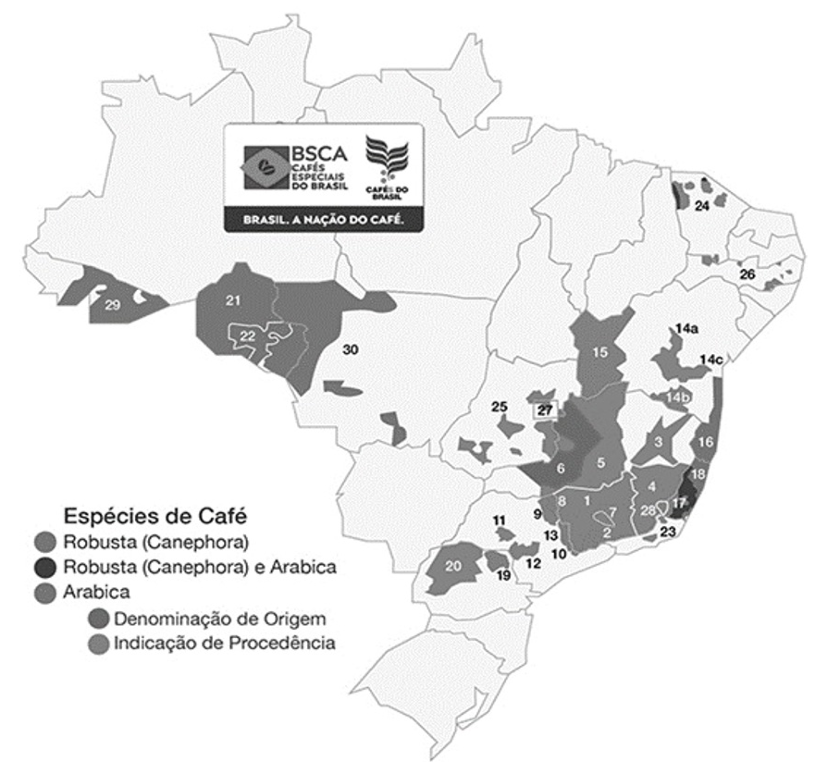 BSCA
CAFÉS
ESPECIAIS
DO BRASIL
CAFÉS DO
BRASIL
BRASIL. A NAÇÃO DO CAFÉ.
24
26
21
29
22
30
14a
14c
15
14b
25
27
3
16
6
5
18
4
17
8
1
9
7
28
11
13
2
23
10
12
20
19
Espécies de Café
Robusta (Canephora)
Robusta (Canephora) e Arabica
Arabica
Denominação de Origem
Indicação de Procedência